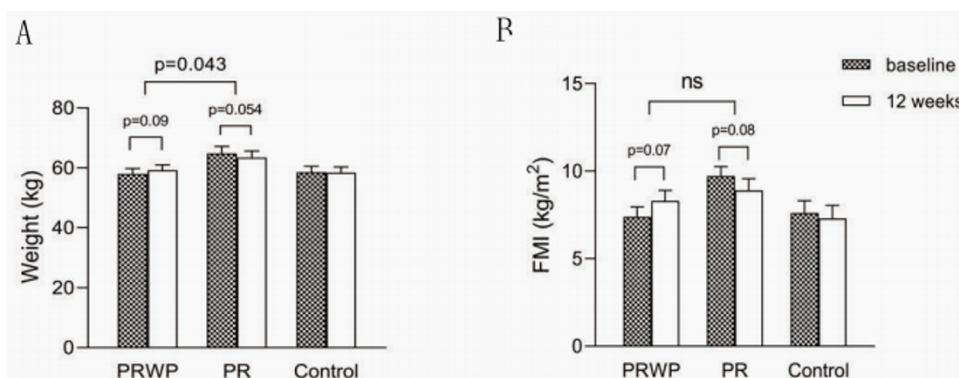 A
p=0.043
p=0.09
p=0.054
80
60
40
20
0
Weight (kg)
PRWP PR Control
B
baseline
12 weeks
ns
p=0.07
p=0.08
15
10
5
0
FMI (kg/m²)
PRWP PR Control